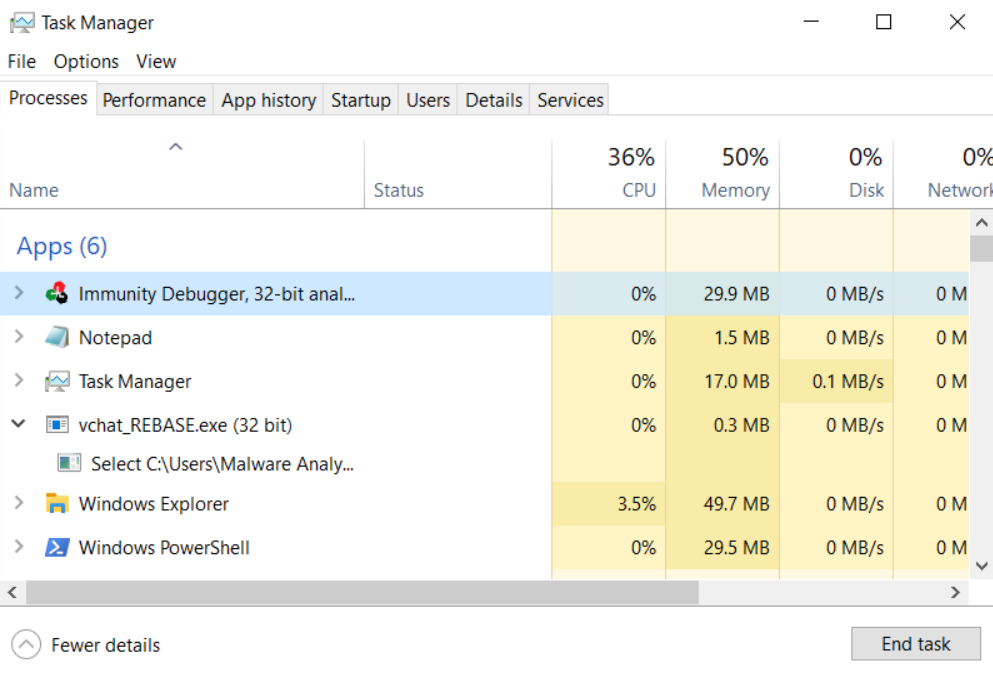 Task Manager
File Options View
Processes Performance App history Startup Users Details Services
36% 50% 0% 0%
Name Status CPU Memory Disk Network
Apps (6)
Immunity Debugger, 32-bit anal... 0% 29.9 MB 0 MB/s 0 M
Notepad 0% 1.5 MB 0 MB/s 0 M
Task Manager 0% 17.0 MB 0.1 MB/s 0 M
vchat_REBASE.exe (32 bit) 0% 0.3 MB 0 MB/s 0 M
Select C:\Users\Malware Analy...
Windows Explorer 3.5% 49.7 MB 0 MB/s 0 M
Windows PowerShell 0% 29.5 MB 0 MB/s 0 M
Fewer details End task